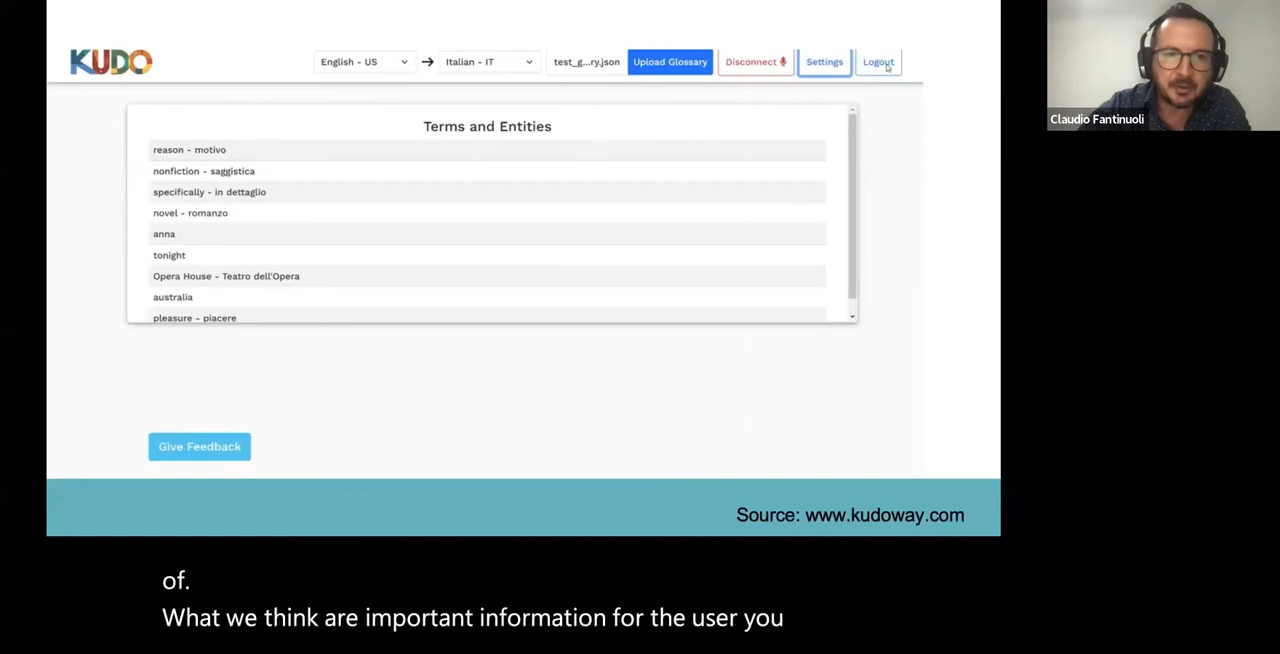 KUDO
English - US → Italian - IT test_g...ry.json Upload Glossary Disconnect Settings Logout
Terms and Entities
reason - motivo
nonfiction - saggistica
specifically - in dettaglio
novel - romanzo
anna
tonight
Opera House - Teatro dell'Opera
australia
pleasure - piacere
Give Feedback
Source: www.kudoway.com
Claudio Fantinuoli
of.
What we think are important information for the user you